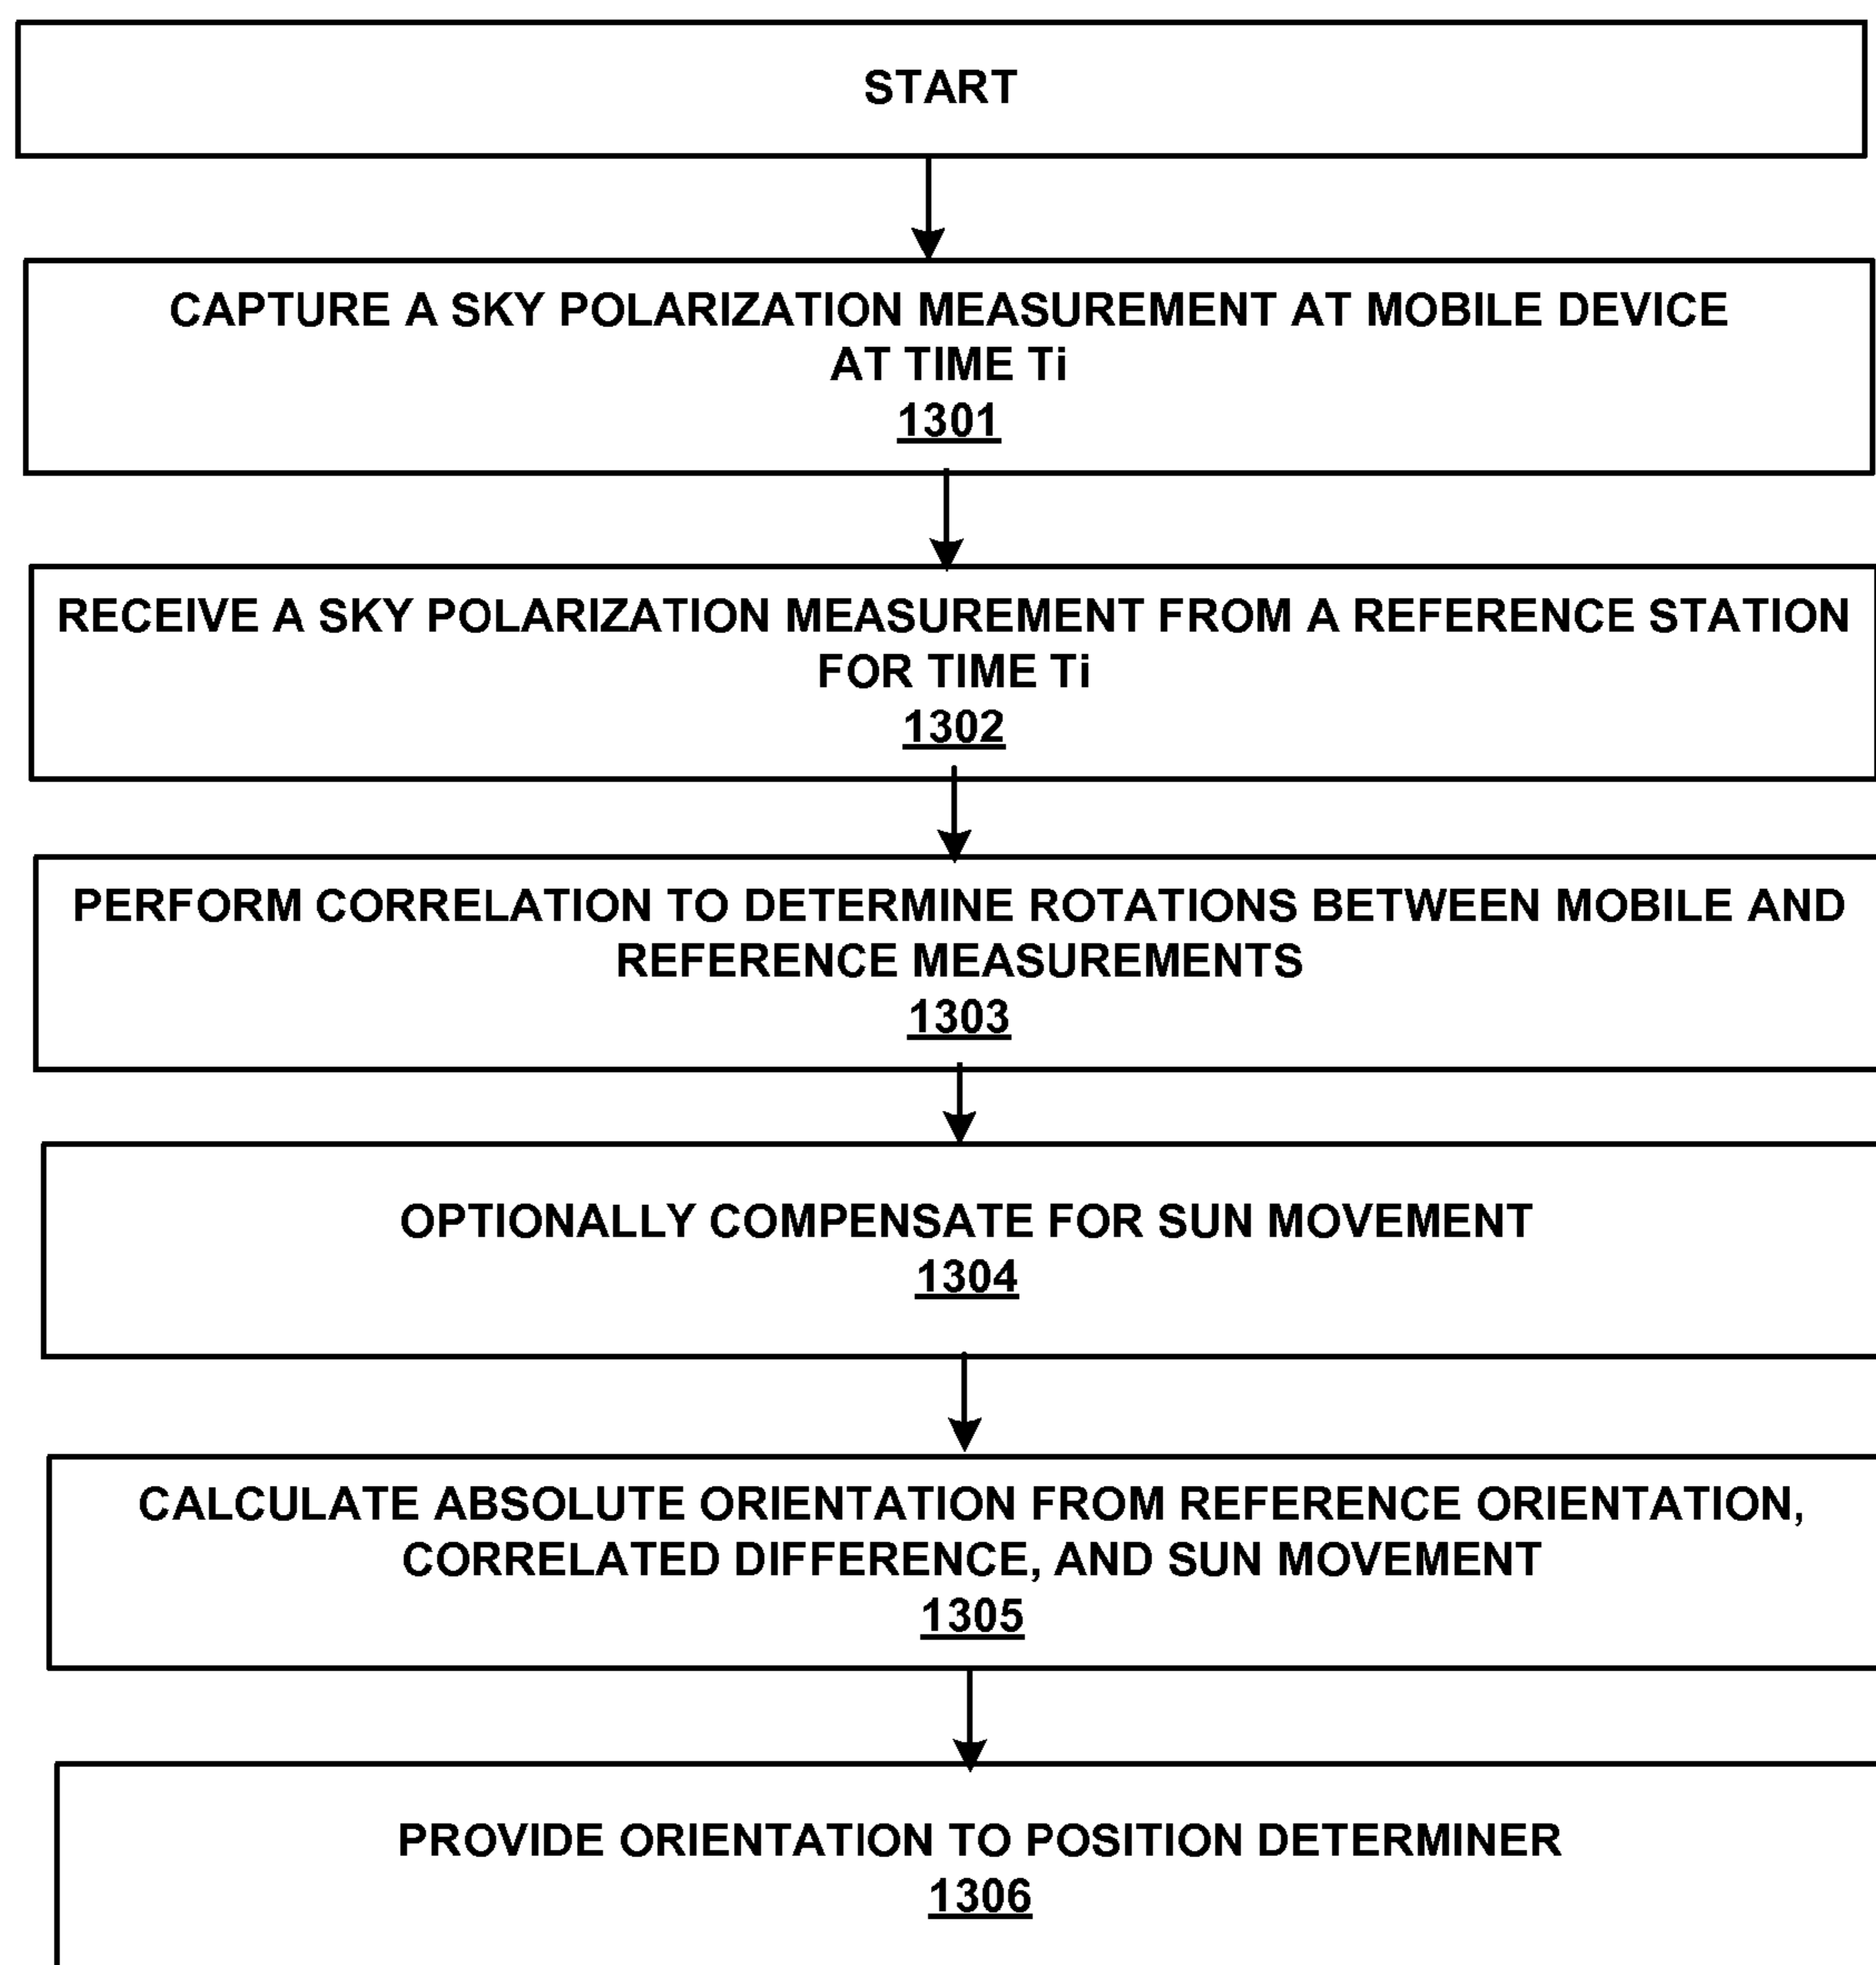 START
CAPTURE A SKY POLARIZATION MEASUREMENT AT MOBILE DEVICE
AT TIME Ti
1301
RECEIVE A SKY POLARIZATION MEASUREMENT FROM A REFERENCE STATION
FOR TIME Ti
1302
PERFORM CORRELATION TO DETERMINE ROTATIONS BETWEEN MOBILE AND
REFERENCE MEASUREMENTS
1303
OPTIONALLY COMPENSATE FOR SUN MOVEMENT
1304
CALCULATE ABSOLUTE ORIENTATION FROM REFERENCE ORIENTATION,
CORRELATED DIFFERENCE, AND SUN MOVEMENT
1305
PROVIDE ORIENTATION TO POSITION DETERMINER
1306